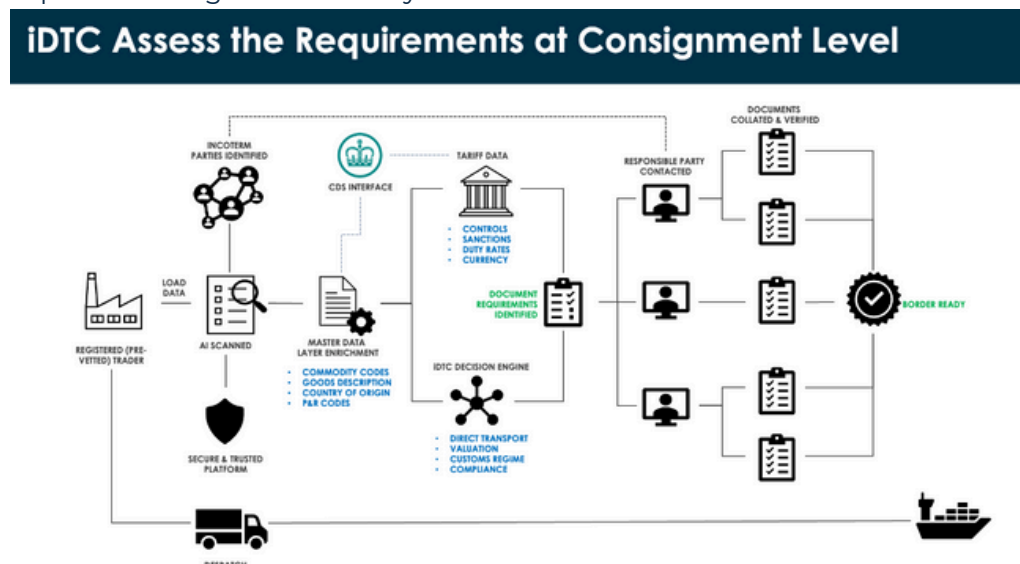 iDTC Assess the Requirements at Consignment Level
DOCUMENTS
COLLATED & VERIFIED
INCOTERM
PARTIES IDENTIFIED
CDS INTERFACE
TARIFF DATA
RESPONSIBLE PARTY
CONTACTED
• CONTROLS
• SANCTIONS
• DUTY RATES
• CURRENCY
LOAD
DATA
DOCUMENT
REQUIREMENTS
IDENTIFIED
BORDER READY
REGISTERED (PRE-
VETTED) TRADER
AI SCANNED
MASTER DATA
LAYER ENRICHMENT
• COMMODITY CODES
• GOODS DESCRIPTION
• COUNTRY OF ORIGIN
• P&R CODES
iDTC DECISION ENGINE
• DIRECT TRANSPORT
• VALUATION
• CUSTOMS REGIME
• COMPLIANCE
SECURE & TRUSTED
PLATFORM